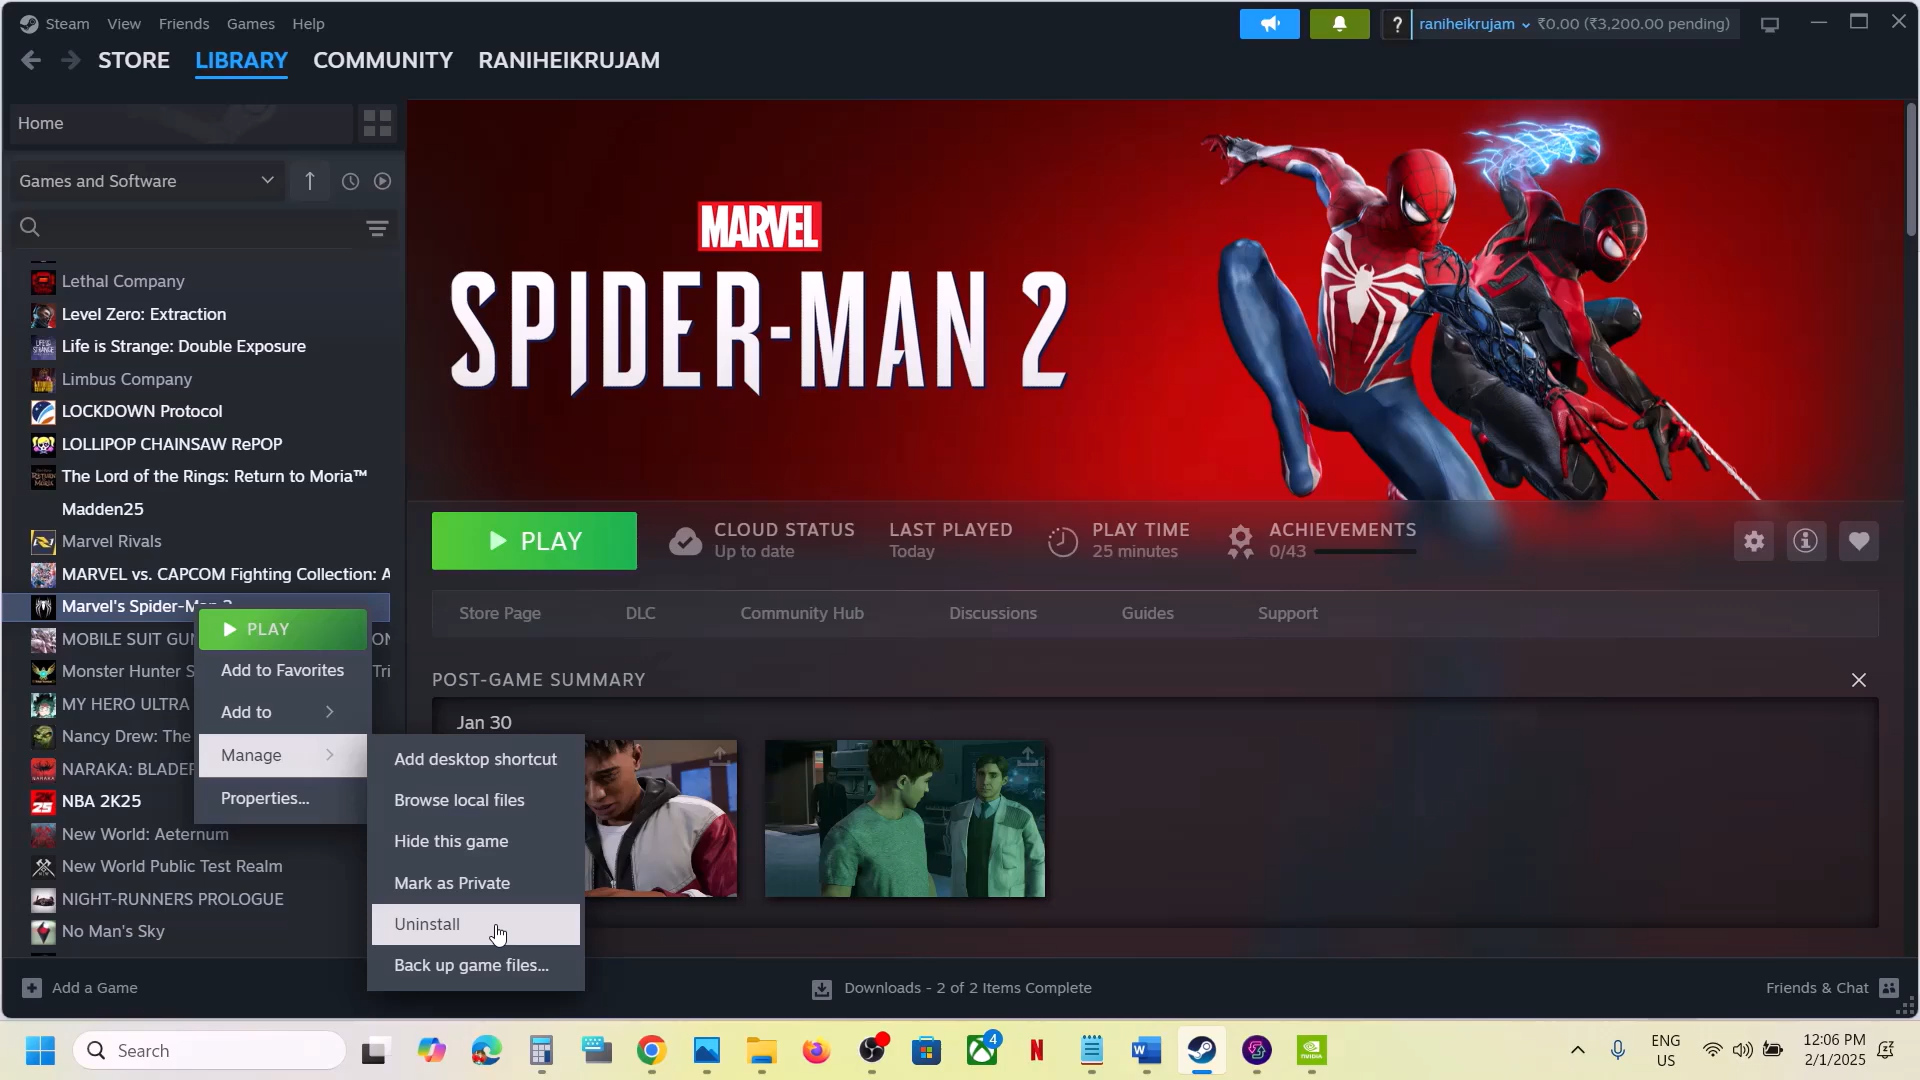 Steam View Friends Games Help
? raniheikrujam ₹0.00 (₹3,200.00 pending)
STORE LIBRARY COMMUNITY RANIHEIKRUJAM
Home
Games and Software
Lethal Company
Level Zero: Extraction
Life is Strange: Double Exposure
Limbus Company
LOCKDOWN Protocol
LOLLIPOP CHAINSAW RePOP
The Lord of the Rings: Return to Moria™
Madden25
Marvel Rivals
MARVEL vs. CAPCOM Fighting Collection: A
Marvel's Spider-Man 2
MOBILE SUIT GUN
ON
Monster Hunter S
Tri
MY HERO ULTRA
Nancy Drew: The
NARAKA: BLADEP
NBA 2K25
New World: Aeternum
New World Public Test Realm
NIGHT-RUNNERS PROLOGUE
No Man's Sky
PLAY
Add to Favorites
Add to
Manage
Properties...
Add desktop shortcut
Browse local files
Hide this game
Mark as Private
Uninstall
Back up game files...
MARVEL
SPIDER-MAN 2
PLAY
CLOUD STATUS
Up to date
LAST PLAYED
Today
PLAY TIME
25 minutes
ACHIEVEMENTS
0/43
Store Page DLC Community Hub Discussions Guides Support
POST-GAME SUMMARY
Jan 30
Add a Game
Downloads - 2 of 2 Items Complete
Friends & Chat
Search
4
ENG
US
12:06 PM
2/1/2025